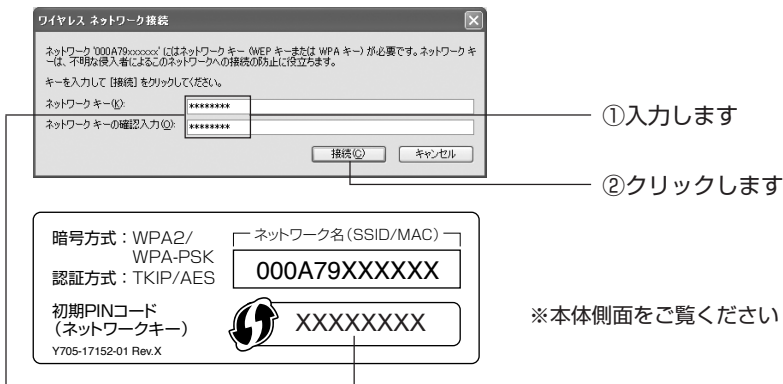 ワイヤレス ネットワーク接続
ネットワーク '000A79xxxxxx' にはネットワーク キー (WEP キーまたは WPA キー) が必要です。ネットワーク キ
ーは、不明な侵入者によるこのネットワークへの接続の防止に役立ちます。
キーを入力して [接続] をクリックしてください。
ネットワーク キー(K):
********
ネットワーク キーの確認入力(O):
********
接続(C)
キャンセル
①入力します
②クリックします
暗号方式：WPA2/
WPA-PSK
認証方式：TKIP/AES
ネットワーク名(SSID/MAC)
000A79XXXXXX
初期PINコード
(ネットワークキー)
XXXXXXXX
Y705-17152-01 Rev.X
※本体側面をご覧ください